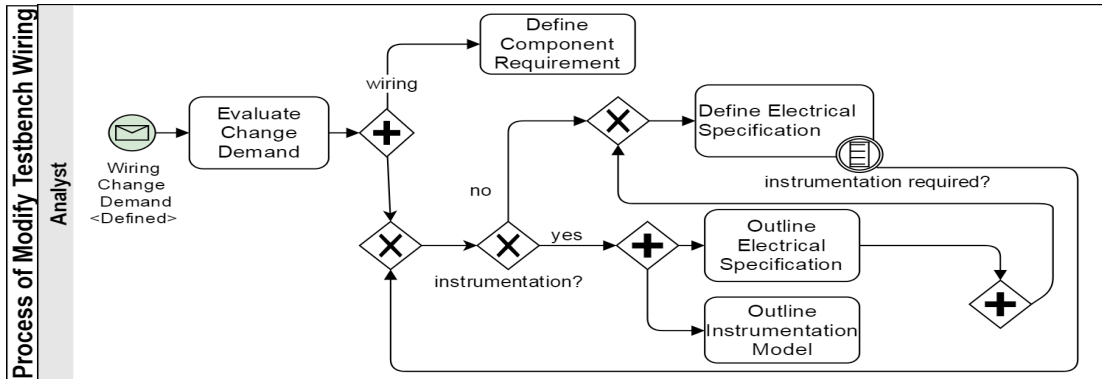 Process of Modify Testbench Wiring
Analyst
Wiring
Change
Demand
<Defined>
Evaluate
Change
Demand
wiring
Define
Component
Requirement
instrumentation?
no
yes
Define Electrical
Specification
instrumentation required?
Outline
Electrical
Specification
Outline
Instrumentation
Model